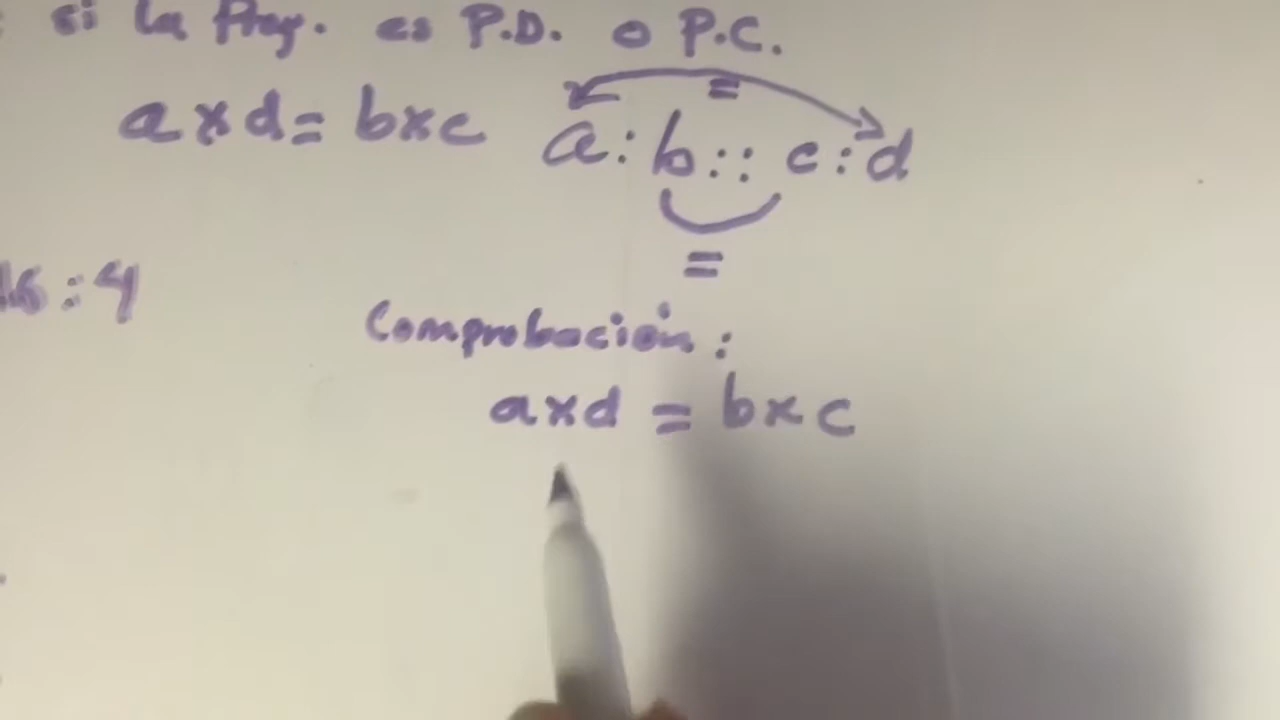 : si la Prop. es P.D. o P.C.
a x d = b x c a : b :: c : d
=
=
16 : 4
Comprobación :
a x d = b x c